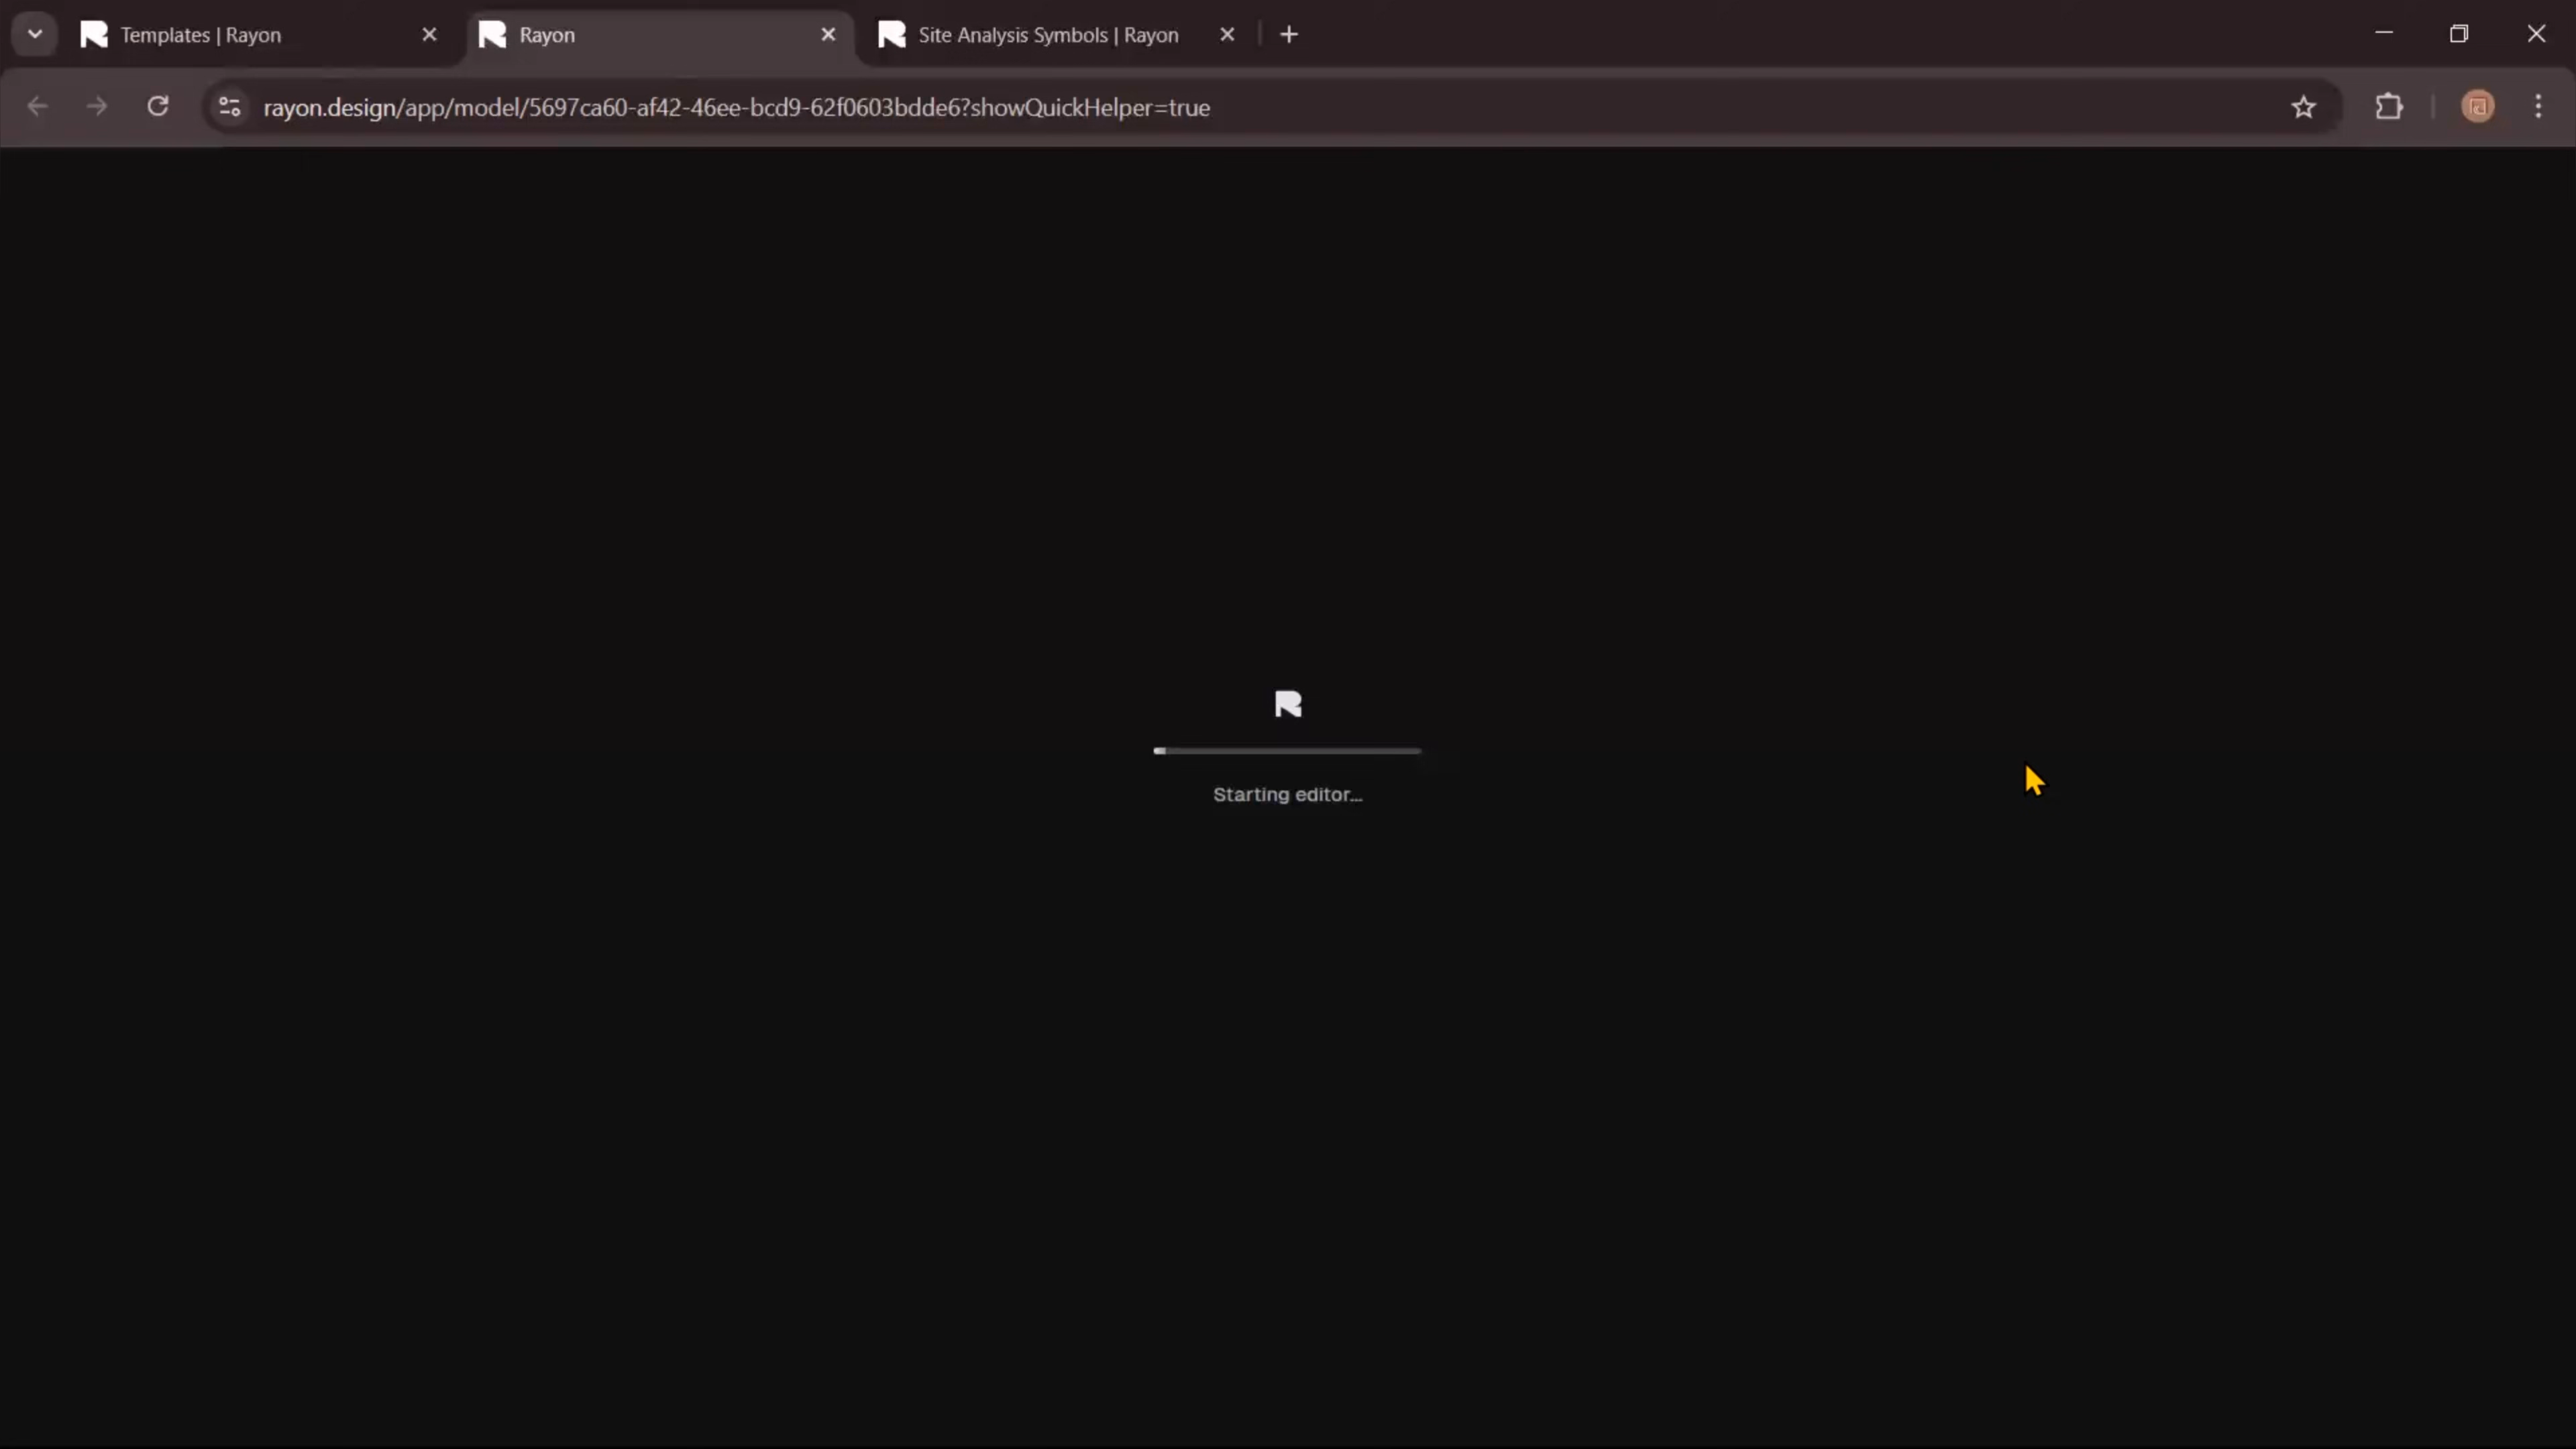 Templates | Rayon
Rayon
Site Analysis Symbols | Rayon
rayon.design/app/model/5697ca60-af42-46ee-bcd9-62f0603bdde6?showQuickHelper=true
Starting editor...